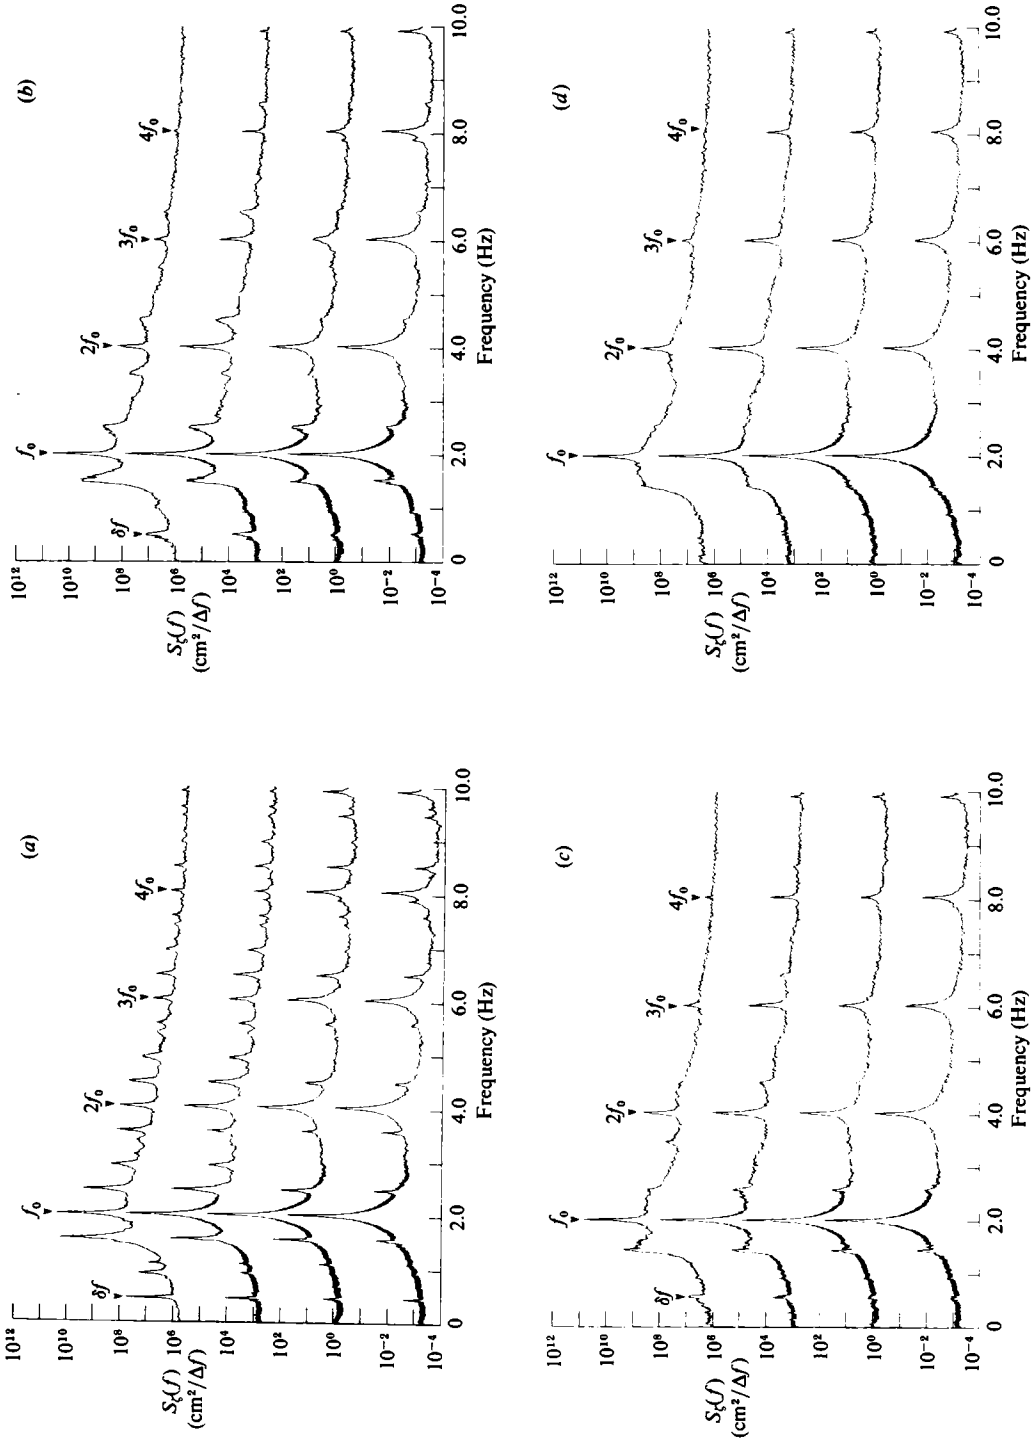 (a)
10¹²
10¹⁰
10⁸
10⁶
10⁴
10²
10⁰
10⁻²
10⁻⁴
Sζ(f)
(cm²/Δf)
δf
f₀
2f₀
3f₀
4f₀
0
2.0
4.0
6.0
8.0
10.0
Frequency (Hz)
(b)
10¹²
10¹⁰
10⁸
10⁶
10⁴
10²
10⁰
10⁻²
10⁻⁴
Sζ(f)
(cm²/Δf)
δf
f₀
2f₀
3f₀
4f₀
0
2.0
4.0
6.0
8.0
10.0
Frequency (Hz)
(c)
10¹²
10¹⁰
10⁸
10⁶
10⁴
10²
10⁰
10⁻²
10⁻⁴
Sζ(f)
(cm²/Δf)
δf
f₀
2f₀
3f₀
4f₀
0
2.0
4.0
6.0
8.0
10.0
Frequency (Hz)
(d)
10¹²
10¹⁰
10⁸
10⁶
10⁴
10²
10⁰
10⁻²
10⁻⁴
Sζ(f)
(cm²/Δf)
f₀
2f₀
3f₀
4f₀
0
2.0
4.0
6.0
8.0
10.0
Frequency (Hz)